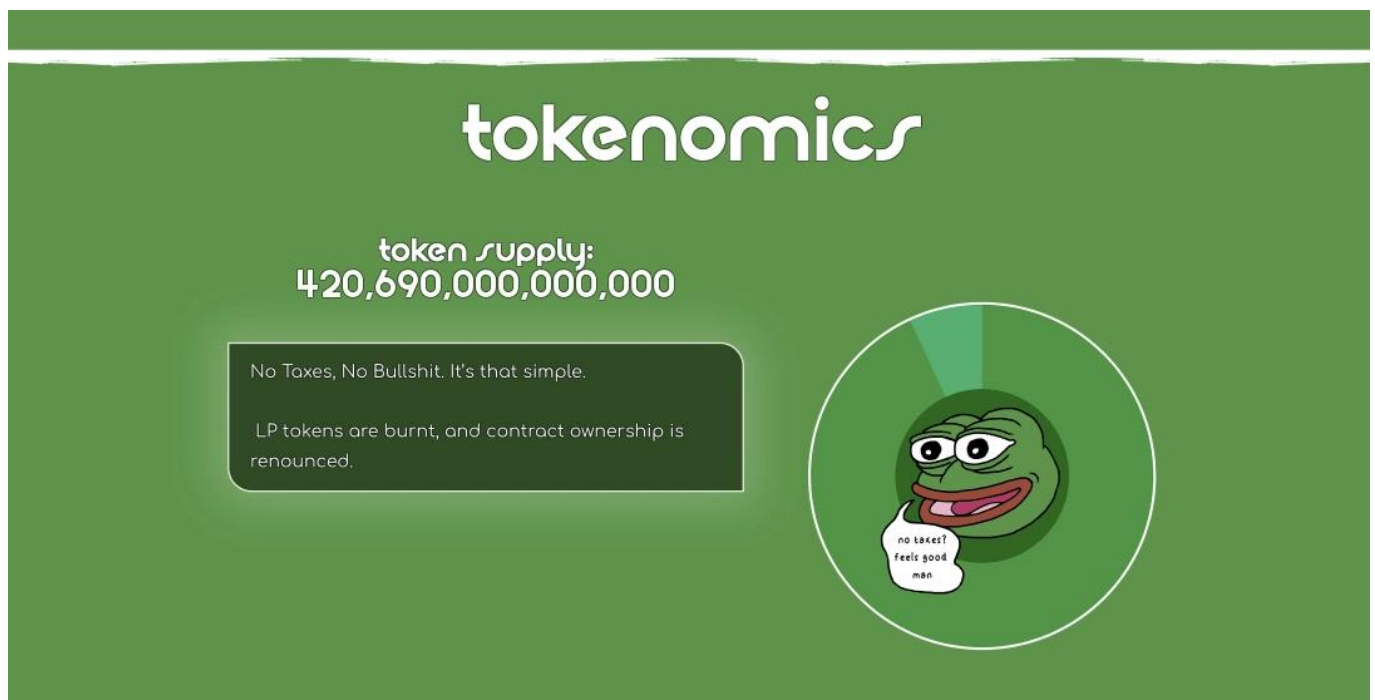 tokenomics
token supply:
420,690,000,000,000
No Taxes, No Bullshit. It's that simple.
LP tokens are burnt, and contract ownership is
renounced.
no taxes?
feels good
man